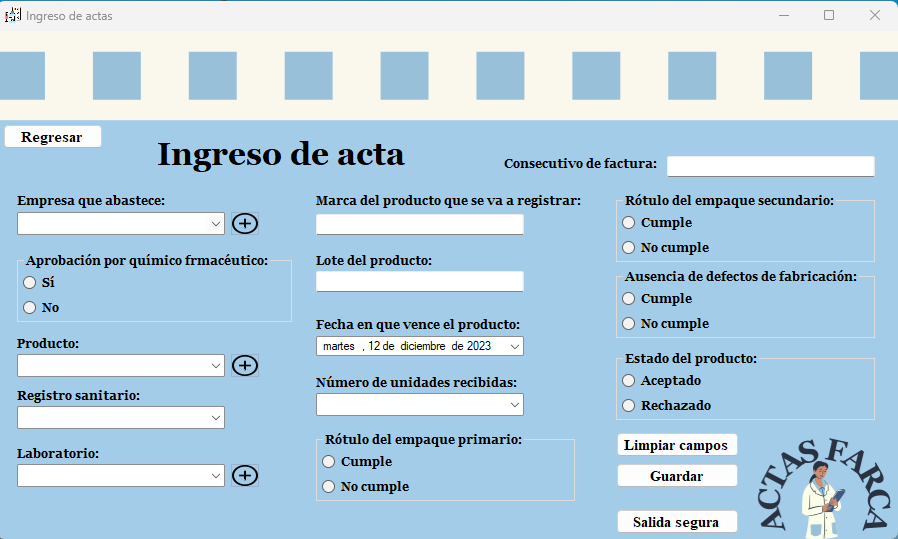 Ingreso de actas
Regresar
Ingreso de acta
Consecutivo de factura:
Empresa que abastece:
Aprobación por químico frmacéutico:
Sí
No
Producto:
Registro sanitario:
Laboratorio:
Marca del producto que se va a registrar:
Lote del producto:
Fecha en que vence el producto:
martes , 12 de diciembre de 2023
Número de unidades recibidas:
Rótulo del empaque primario:
Cumple
No cumple
Rótulo del empaque secundario:
Cumple
No cumple
Ausencia de defectos de fabricación:
Cumple
No cumple
Estado del producto:
Aceptado
Rechazado
Limpiar campos
Guardar
Salida segura
ACTAS FARCA